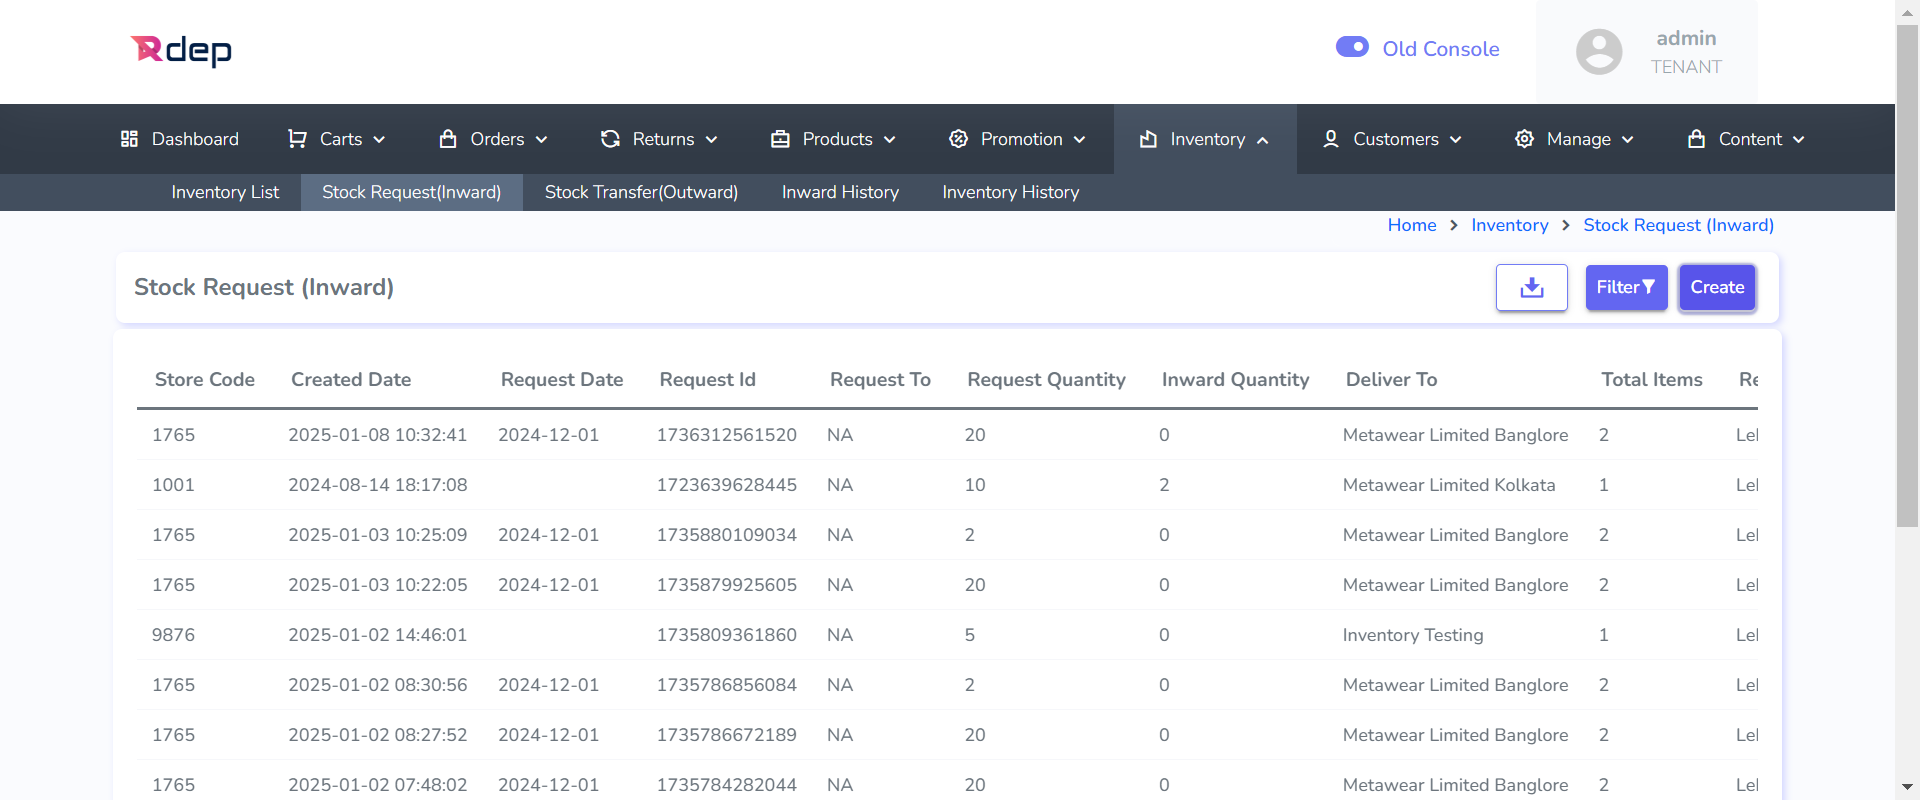 Rdep
Old Console
admin
TENANT
Dashboard Carts Orders Returns Products Promotion Inventory Customers Manage Content
Inventory List Stock Request(Inward) Stock Transfer(Outward) Inward History Inventory History
Home > Inventory > Stock Request (Inward)
Stock Request (Inward) Filter Create
Store Code Created Date Request Date Request Id Request To Request Quantity Inward Quantity Deliver To Total Items Re
1765 2025-01-08 10:32:41 2024-12-01 1736312561520 NA 20 0 Metawear Limited Banglore 2
1001 2024-08-14 18:17:08 1723639628445 NA 10 2 Metawear Limited Kolkata 1
1765 2025-01-03 10:25:09 2024-12-01 1735880109034 NA 2 0 Metawear Limited Banglore 2
1765 2025-01-03 10:22:05 2024-12-01 1735879925605 NA 20 0 Metawear Limited Banglore 2
9876 2025-01-02 14:46:01 1735809361860 NA 5 0 Inventory Testing 1
1765 2025-01-02 08:30:56 2024-12-01 1735786856084 NA 2 0 Metawear Limited Banglore 2
1765 2025-01-02 08:27:52 2024-12-01 1735786672189 NA 20 0 Metawear Limited Banglore 2
1765 2025-01-02 07:48:02 2024-12-01 1735784282044 NA 20 0 Metawear Limited Banglore 2